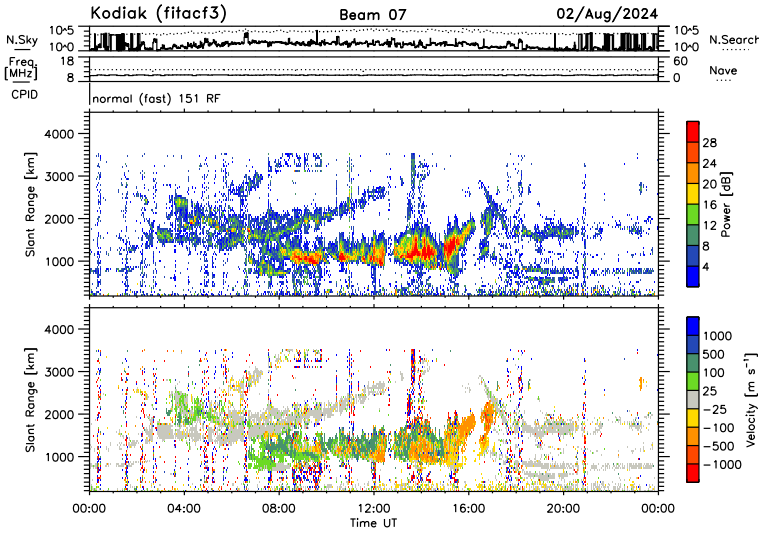 Kodiak (fitacf3) Beam 07 02/Aug/2024
N.Sky 10^5 10^0 10^5 10^0 N.Search
Freq. [MHz] 18 8 60 0 Nave
CPID normal (fast) 151 RF
Slant Range [km] 4000 3000 2000 1000
28 24 20 16 12 8 4 Power [dB]
Slant Range [km] 4000 3000 2000 1000
1000 500 100 25 −25 −100 −500 −1000 Velocity [m s⁻¹]
00:00 04:00 08:00 12:00 16:00 20:00 00:00
Time UT